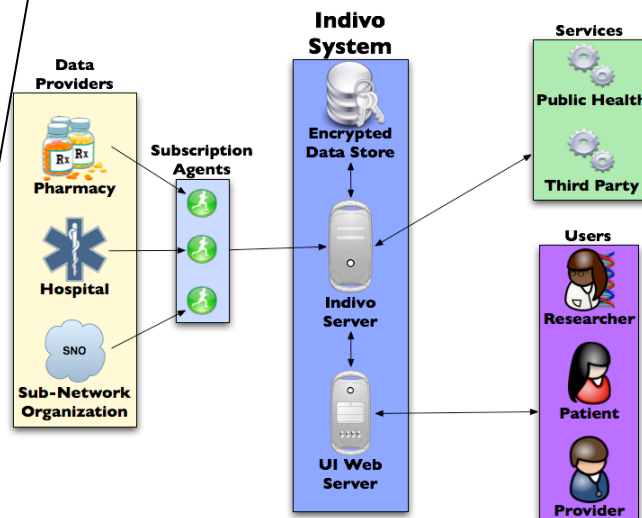 Data
Providers
Rx
Rx
Pharmacy
Hospital
SNO
Sub-Network
Organization
Subscription
Agents
Indivo
System
Encrypted
Data Store
Indivo
Server
UI Web
Server
Services
Public Health
Third Party
Users
Researcher
Patient
Provider